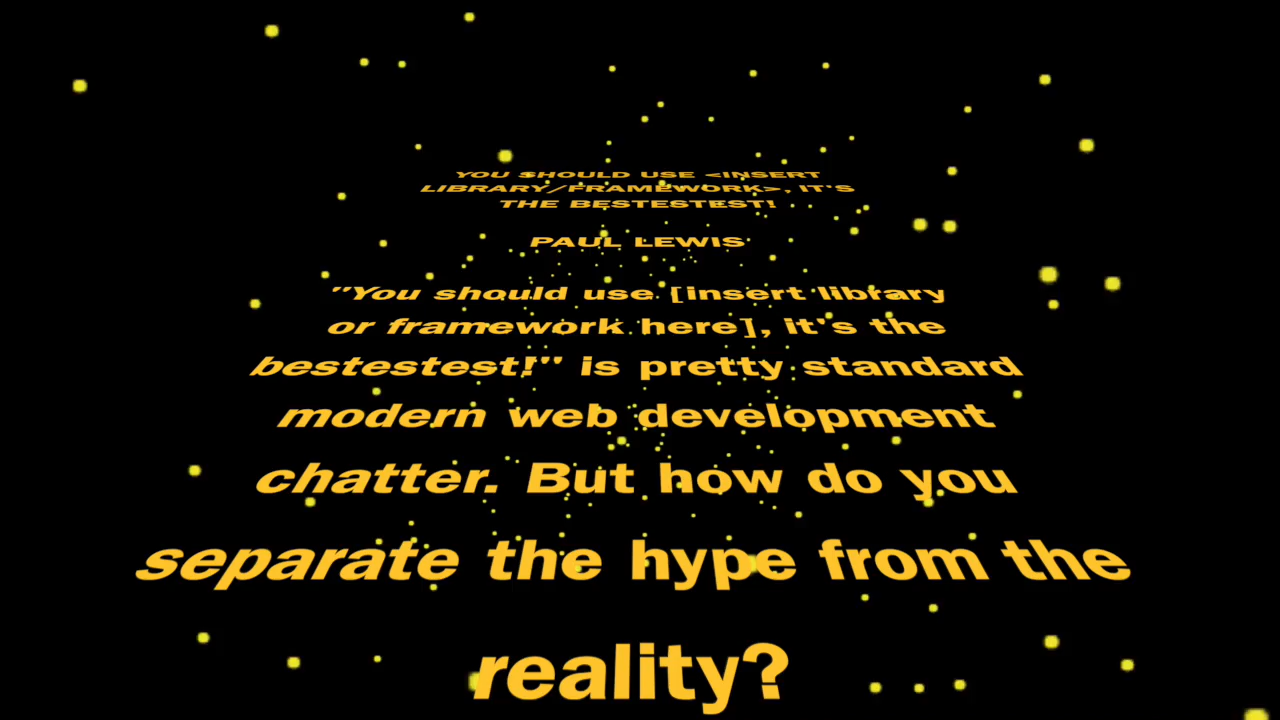 YOU SHOULD USE <INSERT
LIBRARY/FRAMEWORK>, IT'S
THE BESTESTEST!
PAUL LEWIS
"You should use [insert library
or framework here], it's the
bestestest!" is pretty standard
modern web development
chatter. But how do you
separate the hype from the
reality?